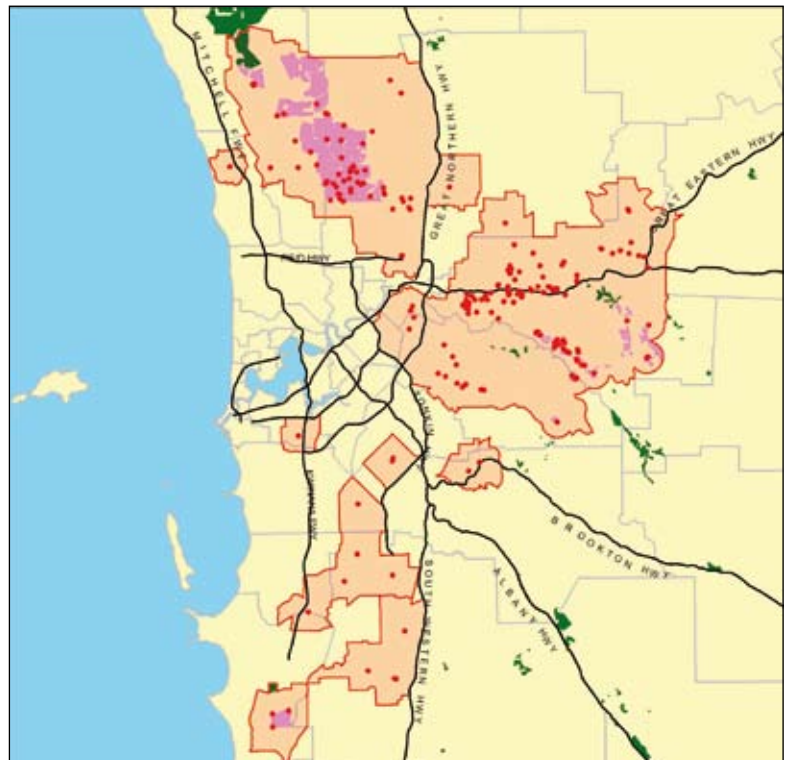 MITCHELL FWY
GREAT NORTHERN HWY
GREAT EASTERN HWY
REID HWY
TONKIN
KWINANA FWY
BROOKTON HWY
ALBANY HWY
SOUTH WESTERN HWY